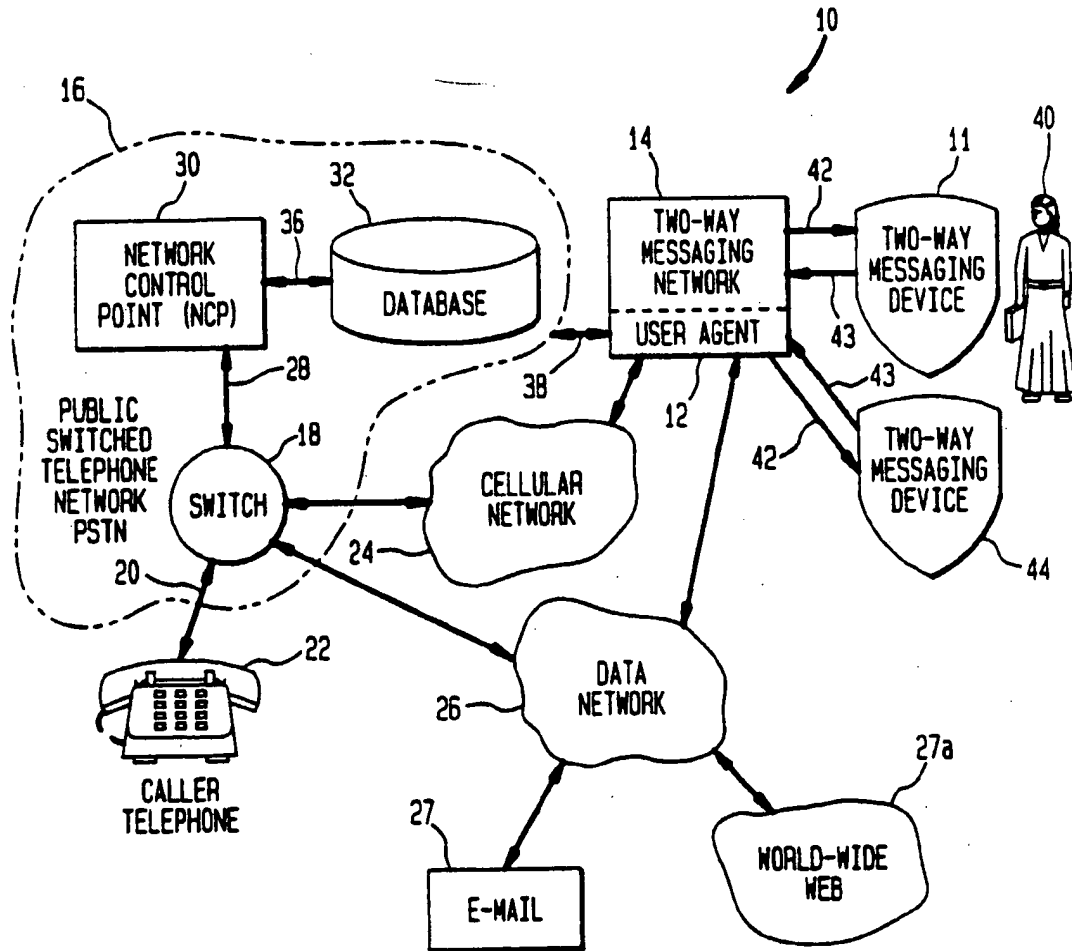 10
16
30
32
36
NETWORK
CONTROL
POINT (NCP)
DATABASE
14
TWO-WAY
MESSAGING
NETWORK
USER AGENT
42
11
40
TWO-WAY
MESSAGING
DEVICE
43
38
12
43
42
TWO-WAY
MESSAGING
DEVICE
44
28
PUBLIC
SWITCHED
TELEPHONE
NETWORK
PSTN
18
SWITCH
CELLULAR
NETWORK
24
20
22
CALLER
TELEPHONE
DATA
NETWORK
26
27
E-MAIL
27a
WORLD-WIDE
WEB